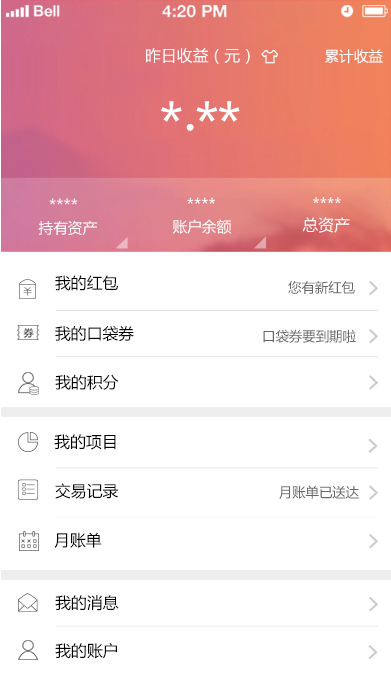 Bell 4:20 PM
昨日收益（元） 累计收益
*.**
**** **** ****
持有资产 账户余额 总资产
我的红包 您有新红包
券 我的口袋券 口袋券要到期啦
我的积分
我的项目
交易记录 月账单已送达
月账单
我的消息
我的账户